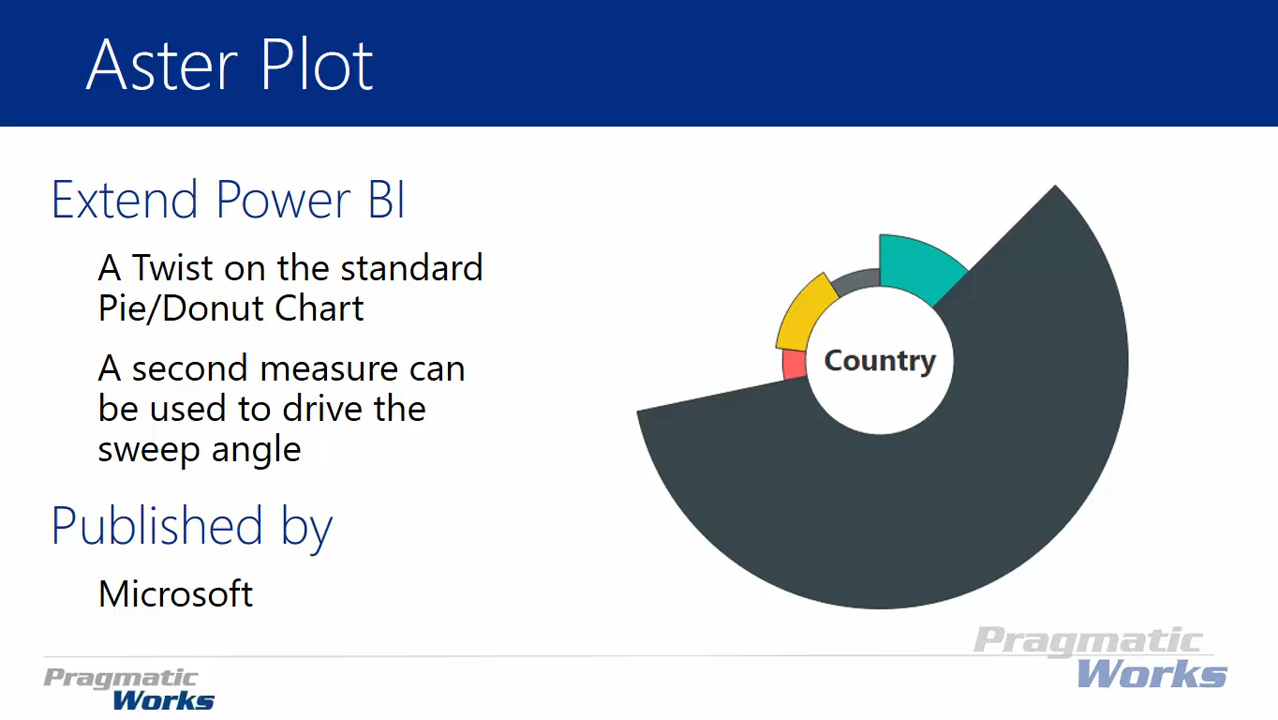 Aster Plot
Extend Power BI
A Twist on the standard
Pie/Donut Chart
A second measure can
be used to drive the
sweep angle
Published by
Microsoft
Country
Pragmatic
Works
Pragmatic
Works